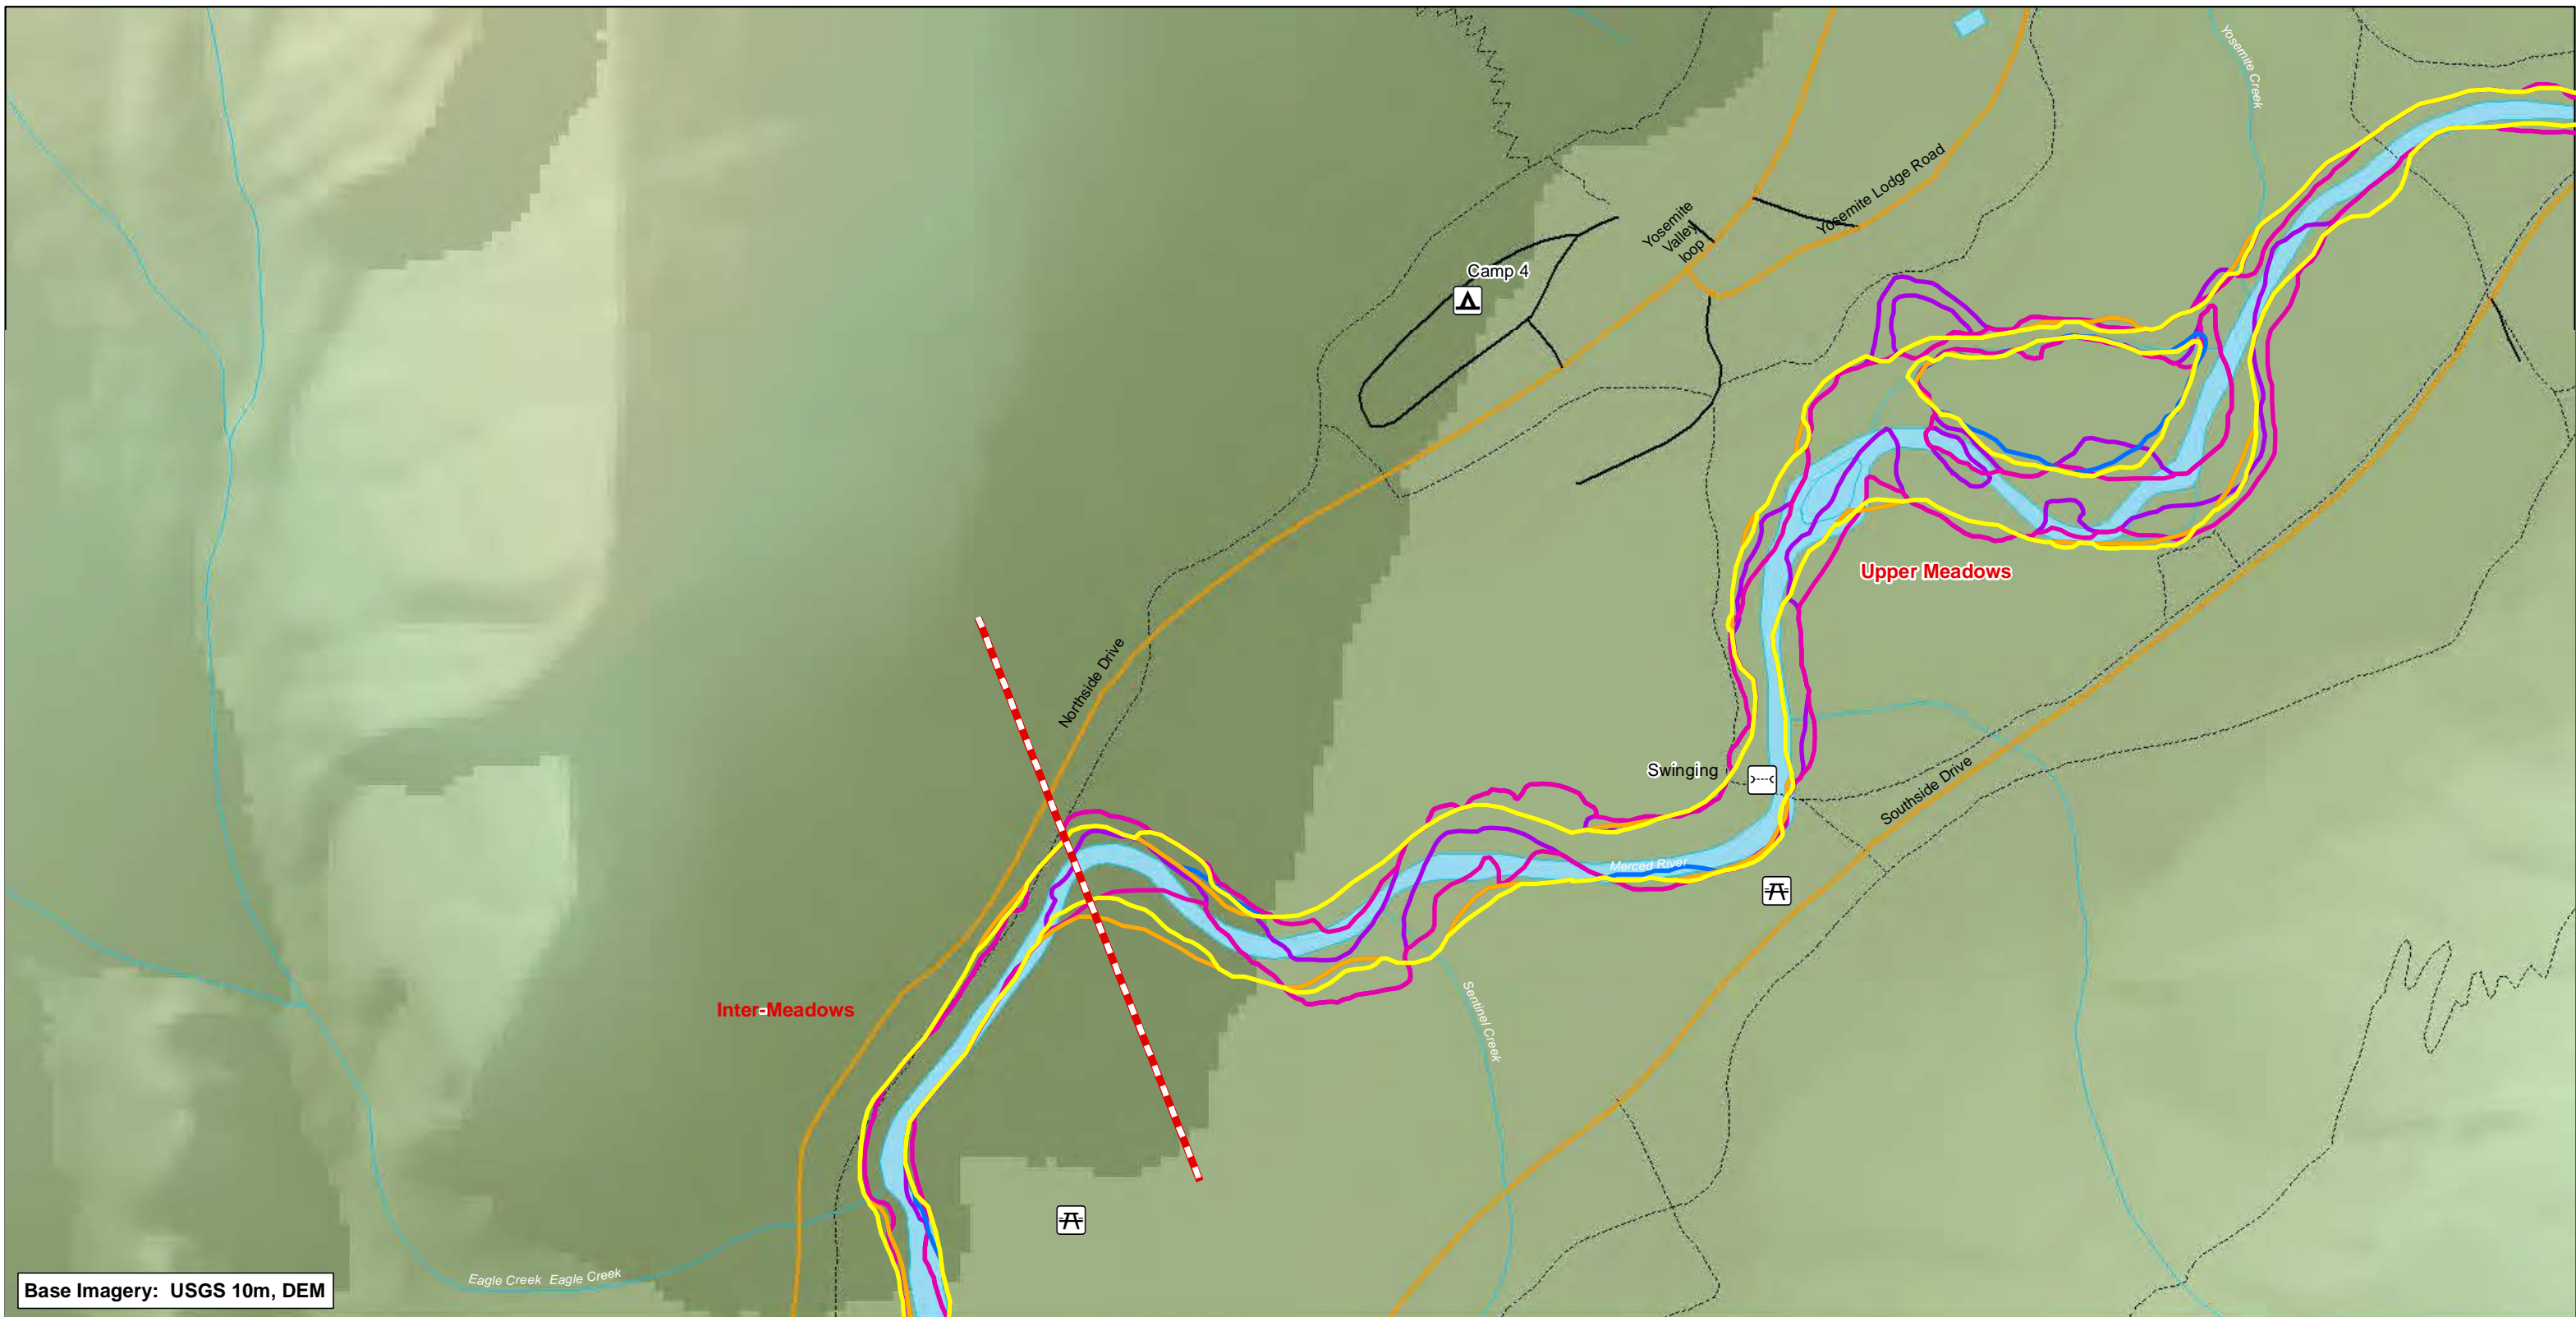 Yosemite Creek
Yosemite Lodge Road
Yosemite
Valley
loop
Camp 4
Upper Meadows
Northside Drive
Swinging
Southside Drive
Merced River
Inter-Meadows
Sentinel Creek
Eagle Creek Eagle Creek
Base Imagery: USGS 10m, DEM